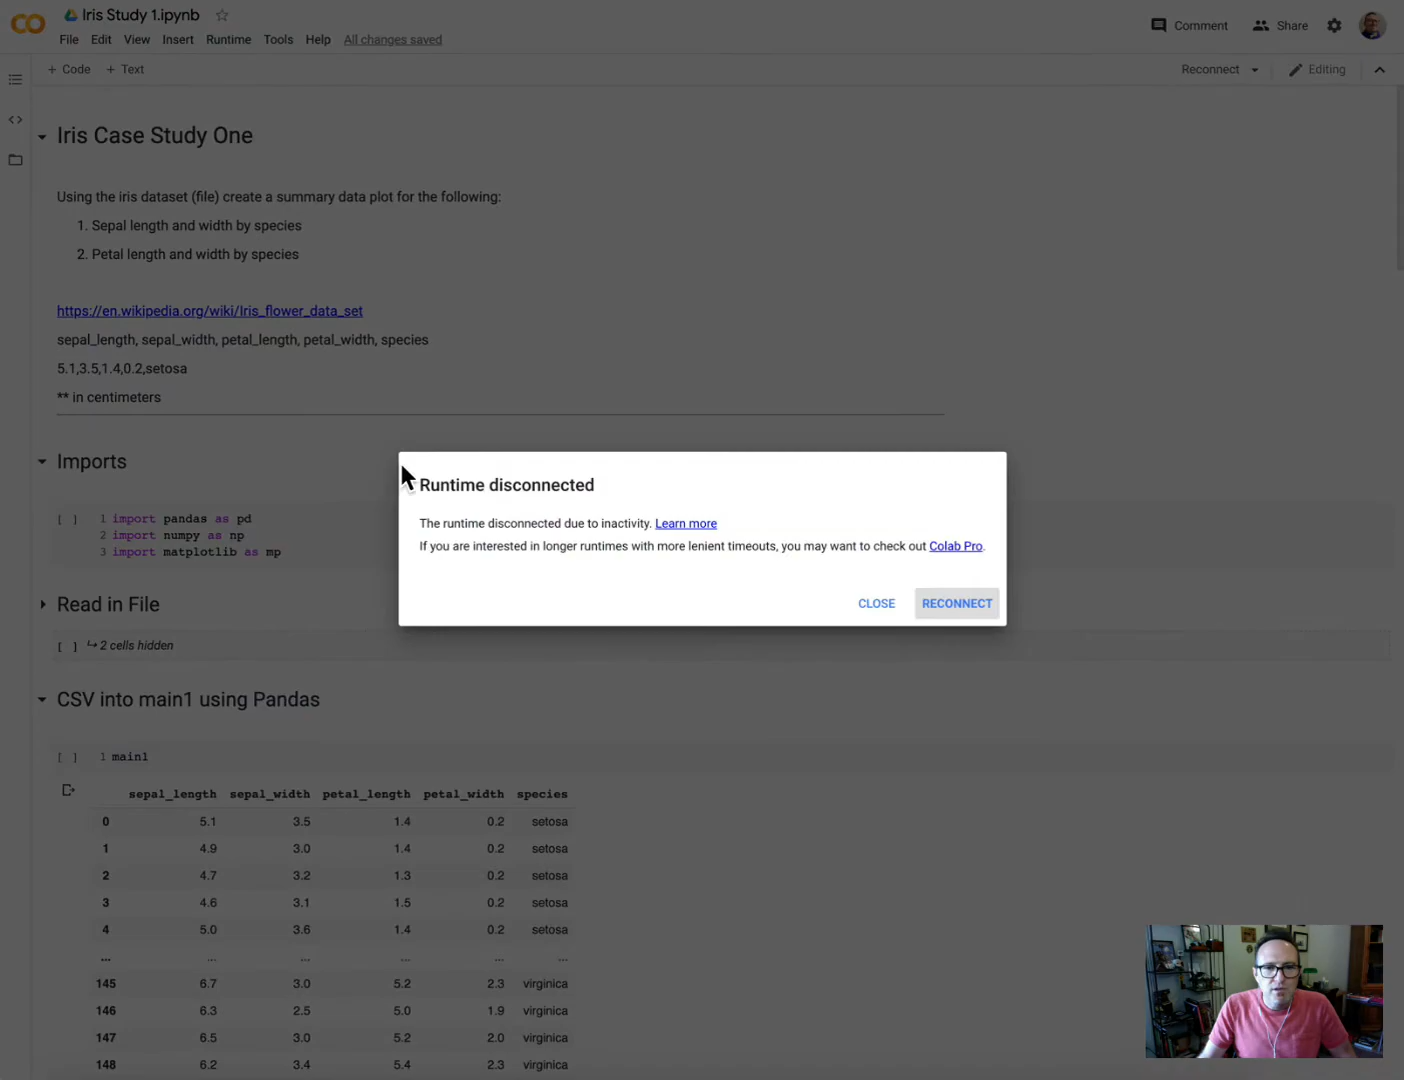 CO
Iris Study 1.ipynb
File Edit View Insert Runtime Tools Help All changes saved
Comment Share
+ Code + Text
Reconnect Editing
Iris Case Study One
Using the iris dataset (file) create a summary data plot for the following:
1. Sepal length and width by species
2. Petal length and width by species
https://en.wikipedia.org/wiki/Iris_flower_data_set
sepal_length, sepal_width, petal_length, petal_width, species
5.1,3.5,1.4,0.2,setosa
** in centimeters
Imports
[ ] 1 import pandas as pd
2 import numpy as np
3 import matplotlib as mp
Runtime disconnected
The runtime disconnected due to inactivity. Learn more
If you are interested in longer runtimes with more lenient timeouts, you may want to check out Colab Pro.
CLOSE RECONNECT
Read in File
[ ] ↳ 2 cells hidden
CSV into main1 using Pandas
[ ] 1 main1
sepal_length sepal_width petal_length petal_width species
0 5.1 3.5 1.4 0.2 setosa
1 4.9 3.0 1.4 0.2 setosa
2 4.7 3.2 1.3 0.2 setosa
3 4.6 3.1 1.5 0.2 setosa
4 5.0 3.6 1.4 0.2 setosa
... ... ... ... ... ...
145 6.7 3.0 5.2 2.3 virginica
146 6.3 2.5 5.0 1.9 virginica
147 6.5 3.0 5.2 2.0 virginica
148 6.2 3.4 5.4 2.3 virginica